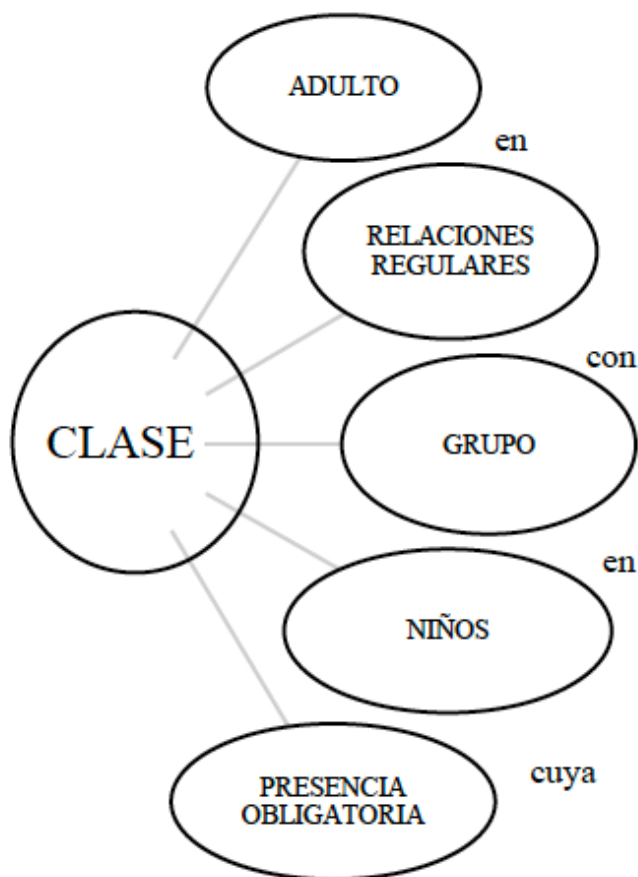 ADULTO
en
RELACIONES
REGULARES
con
CLASE
GRUPO
en
NIÑOS
cuya
PRESENCIA
OBLIGATORIA